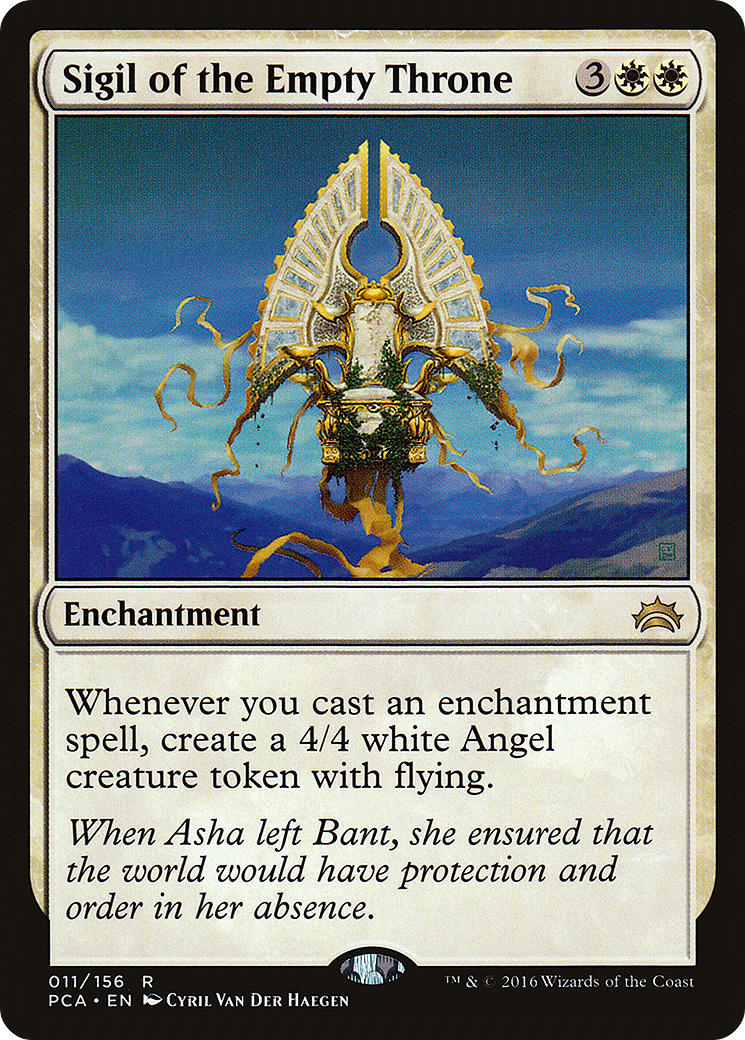 Sigil of the Empty Throne 3
Enchantment
Whenever you cast an enchantment
spell, create a 4/4 white Angel
creature token with flying.
When Asha left Bant, she ensured that
the world would have protection and
order in her absence.
011/156 R
PCA • EN Cyril Van Der Haegen
™ & © 2016 Wizards of the Coast